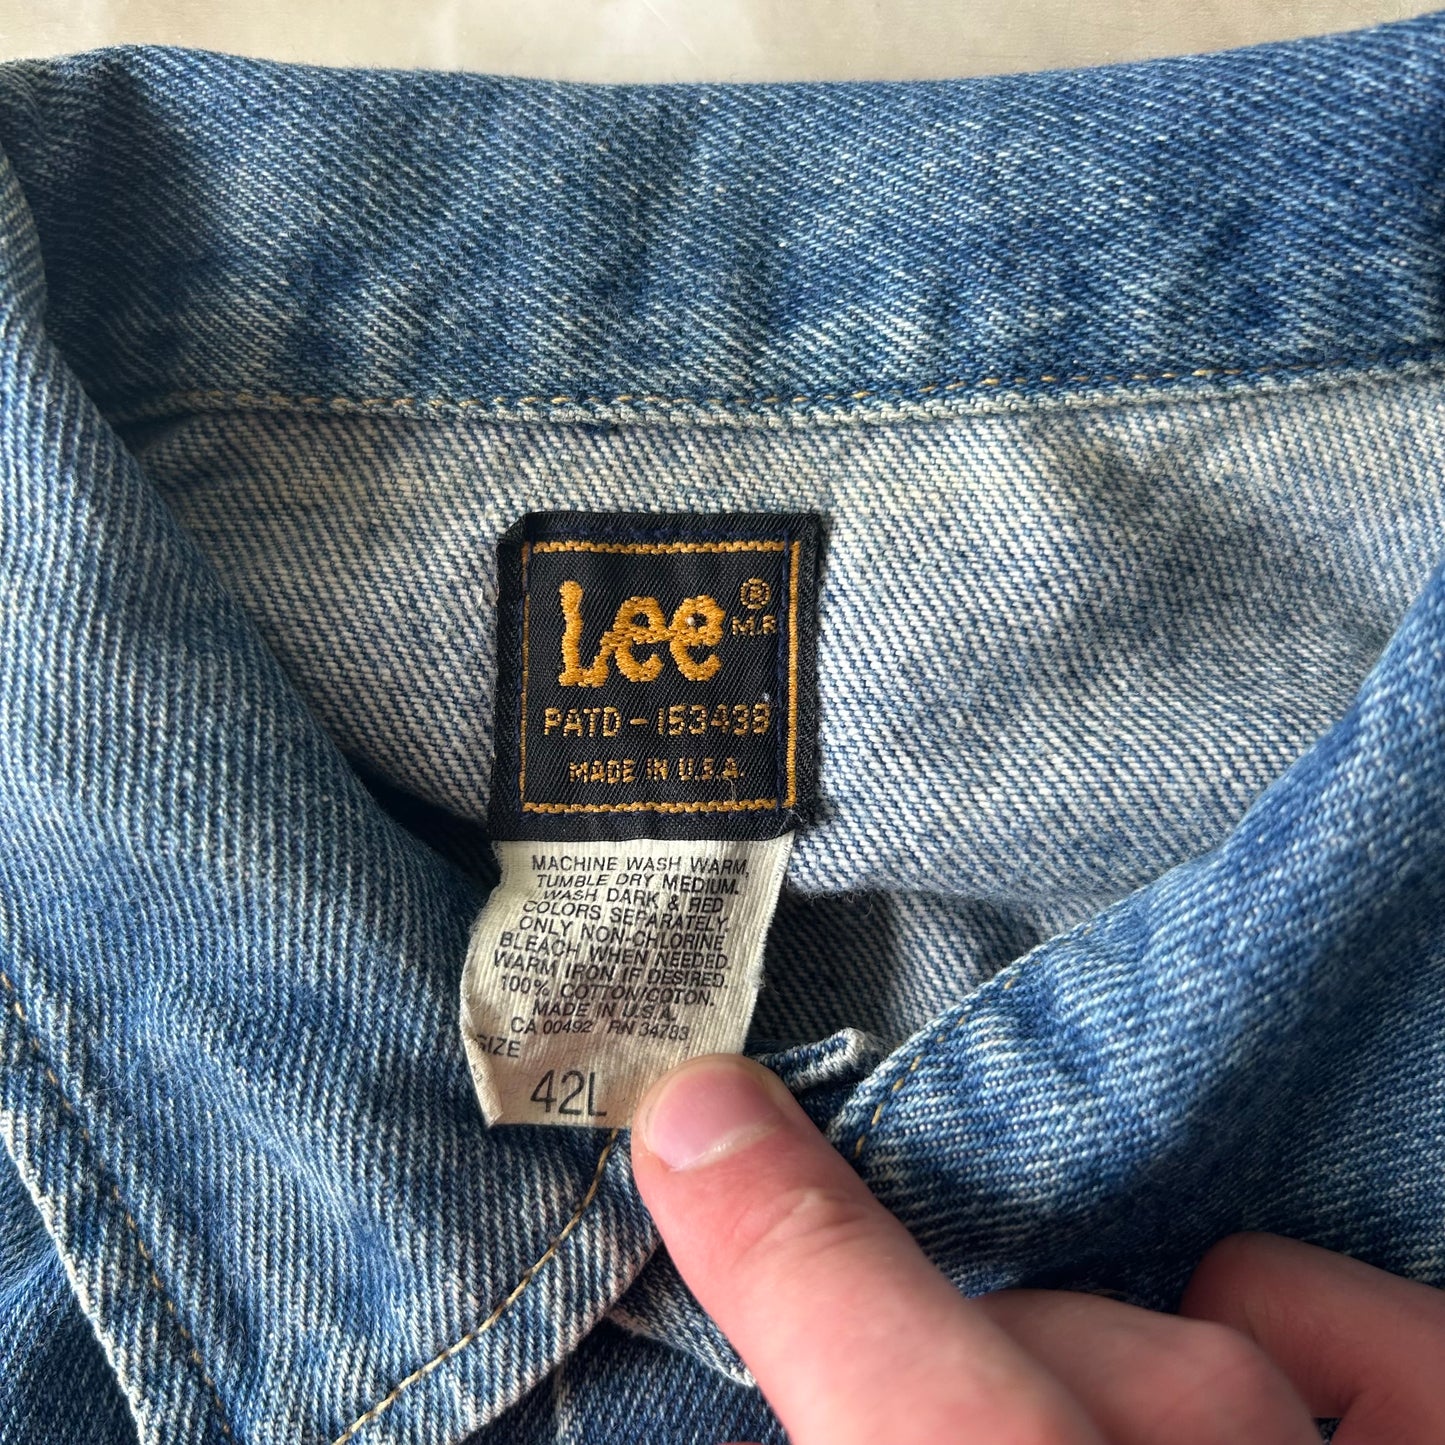 Lee ®
M.R.
PATD-153438
MADE IN U.S.A.
MACHINE WASH WARM,
TUMBLE DRY MEDIUM.
WASH DARK & RED
COLORS SEPARATELY.
ONLY NON-CHLORINE
BLEACH WHEN NEEDED.
WARM IRON IF DESIRED.
100% COTTON/COTON.
MADE IN U.S.A.
CA 00492 RN 34783
SIZE
42L